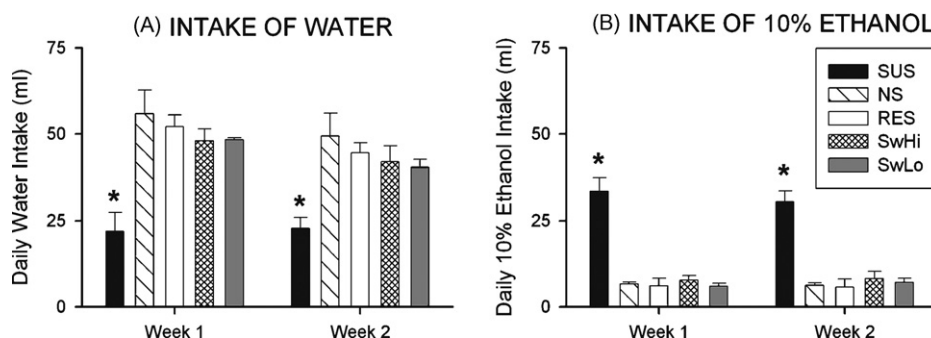 (A) INTAKE OF WATER
Daily Water Intake (ml)
75
50
25
0
*
*
Week 1
Week 2
(B) INTAKE OF 10% ETHANOL
Daily 10% Ethanol Intake (ml)
75
50
25
0
*
*
SUS
NS
RES
SwHi
SwLo
Week 1
Week 2